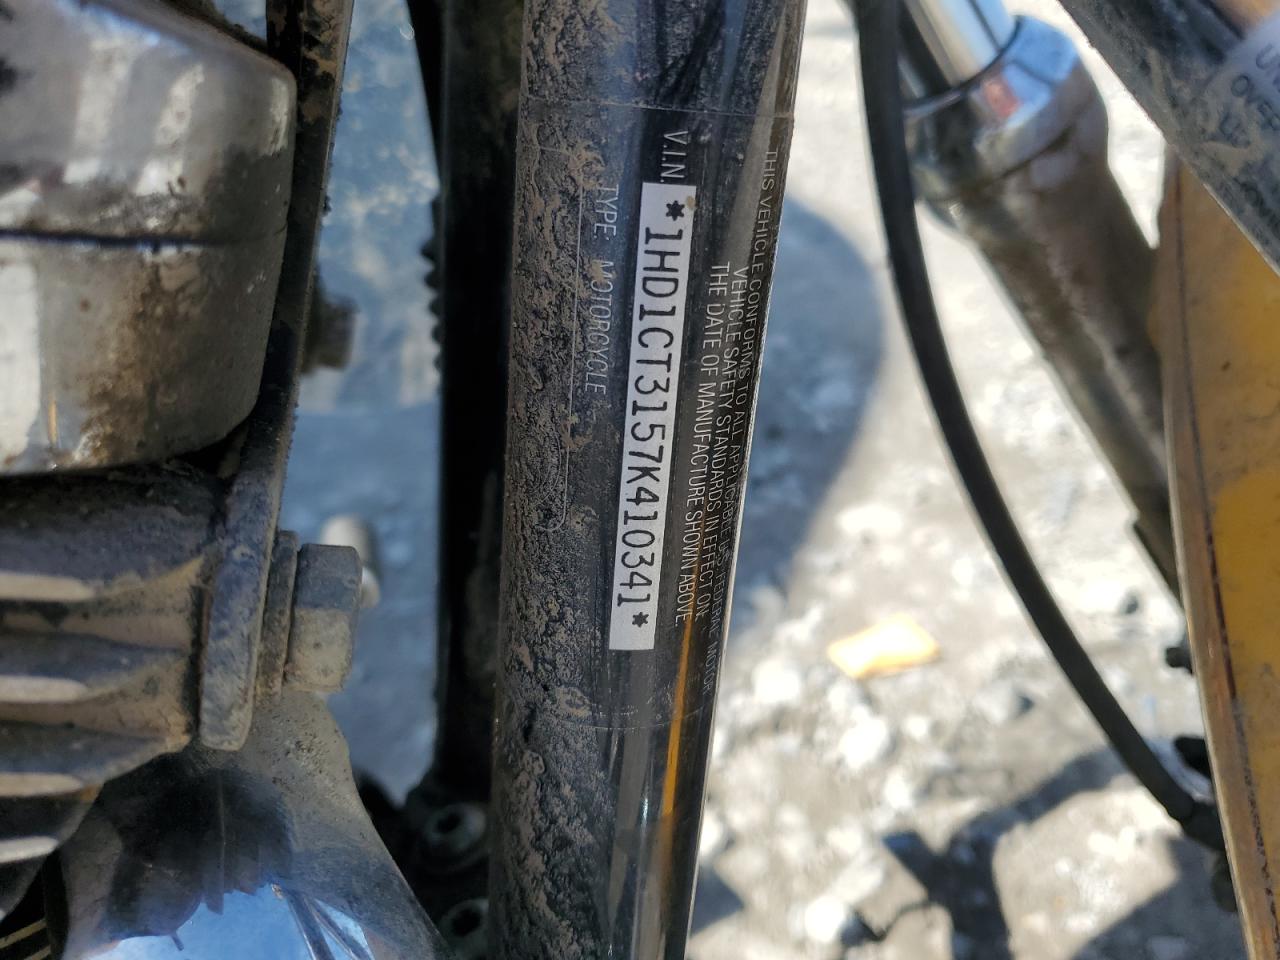 V.I.N.
*1HD1CT3157K410341*
TYPE: MOTORCYCLE
THIS VEHICLE CONFORMS TO ALL APPLICABLE U.S. FEDERAL MOTOR
VEHICLE SAFETY STANDARDS IN EFFECT ON
THE DATE OF MANUFACTURE SHOWN ABOVE.